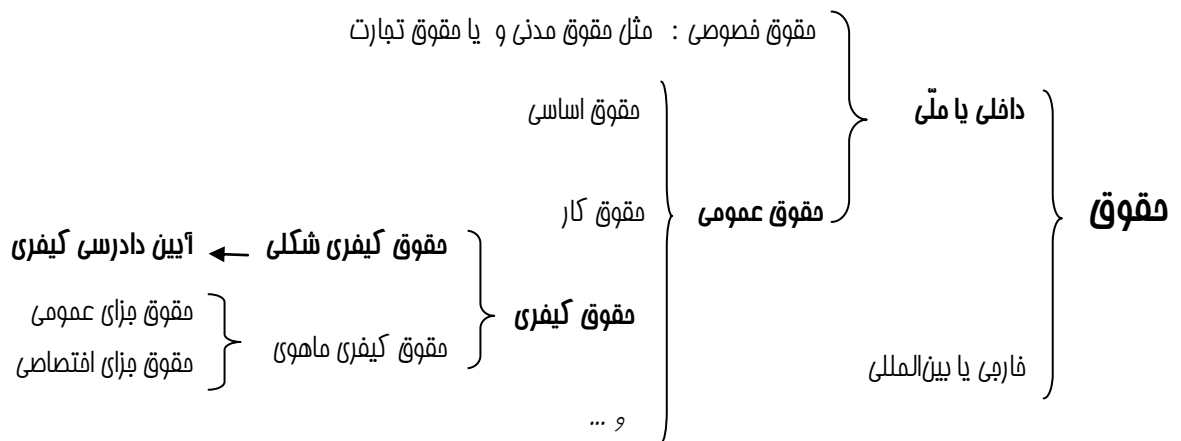 حقوق خصوصی : مثل حقوق مدنی و یا حقوق تجارت
داخلی یا ملّی
حقوق اساسی
حقوق
حقوق عمومی
حقوق کار
حقوق کیفری شکلی
آیین دادرسی کیفری
حقوق کیفری
حقوق جزای عمومی
حقوق کیفری ماهوی
حقوق جزای اختصاصی
خارجی یا بین‌المللی
و ...